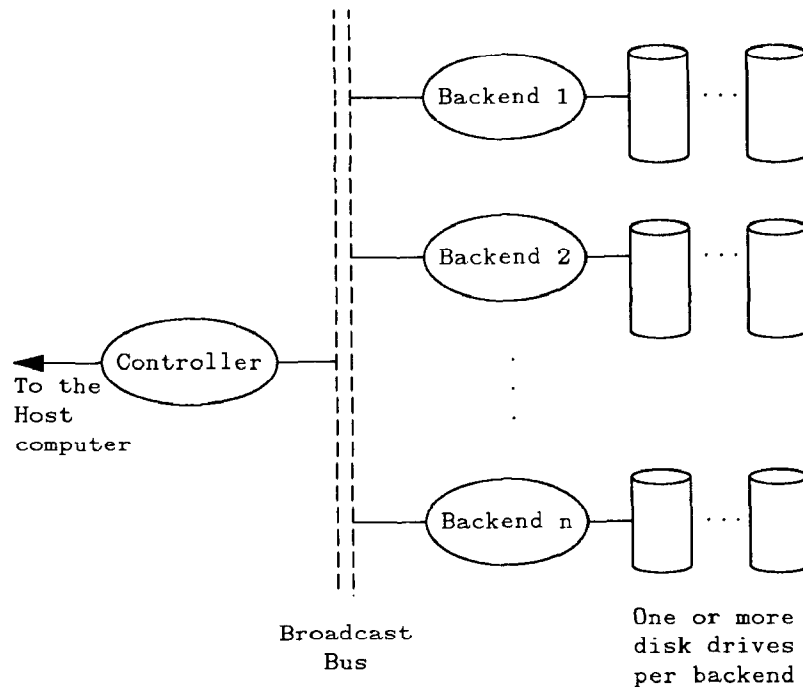 Backend 1
Backend 2
Controller
To the
Host
computer
Backend n
Broadcast
Bus
One or more
disk drives
per backend